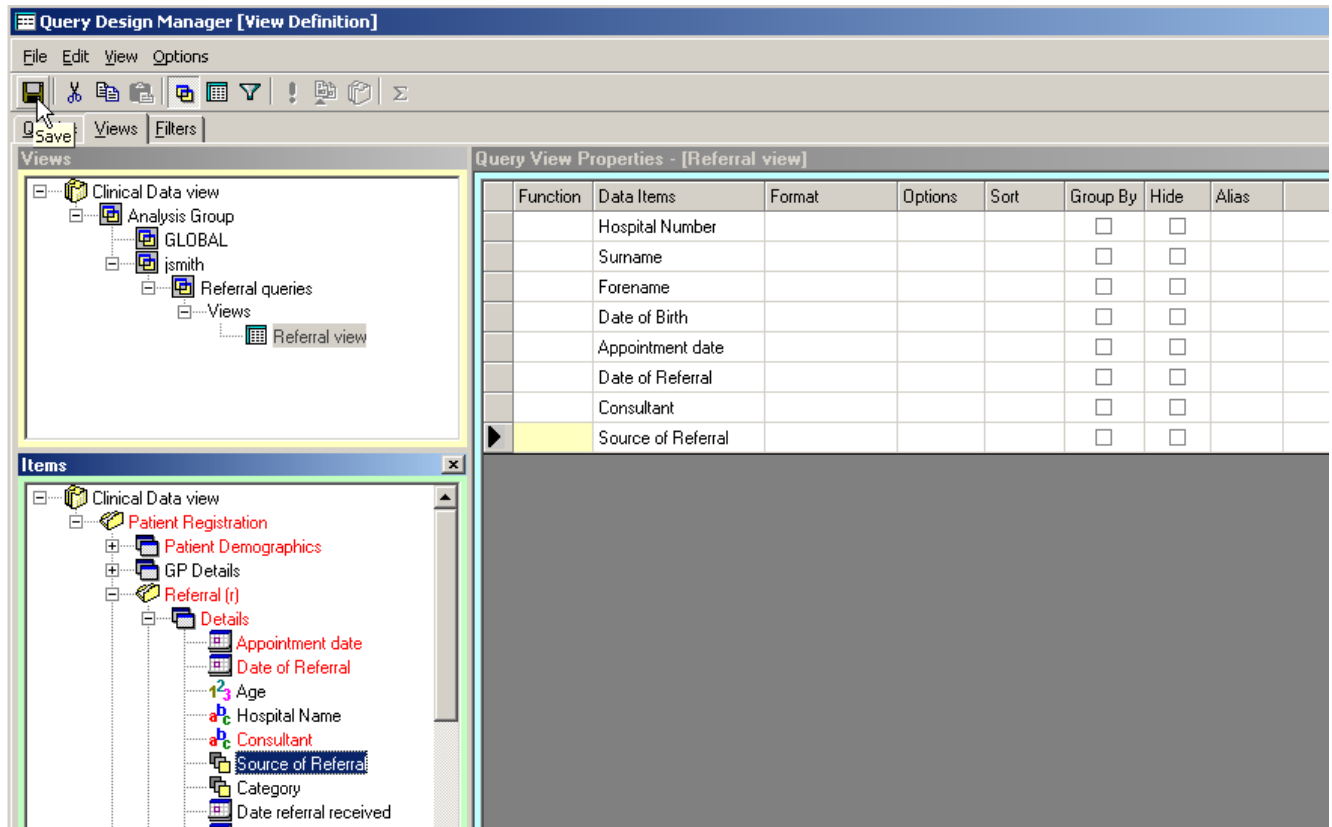 Query Design Manager [View Definition]
File Edit View Options
Save
Views Filters
Views
Clinical Data view
Analysis Group
GLOBAL
jsmith
Referral queries
Views
Referral view
Items
Clinical Data view
Patient Registration
Patient Demographics
GP Details
Referral (r)
Details
Appointment date
Date of Referral
123 Age
abc Hospital Name
abc Consultant
Source of Referral
Category
Date referral received
Query View Properties - [Referral view]
Function Data Items Format Options Sort Group By Hide Alias
Hospital Number
Surname
Forename
Date of Birth
Appointment date
Date of Referral
Consultant
Source of Referral